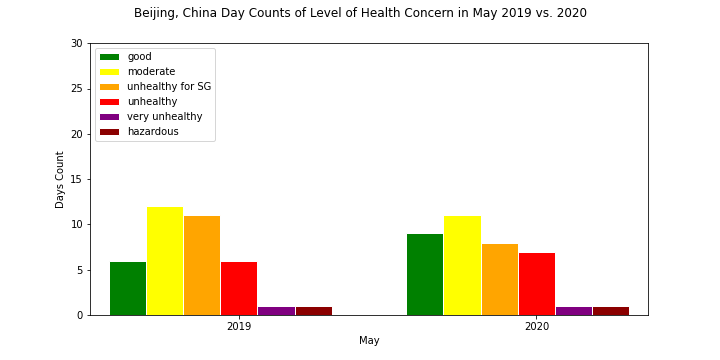 Beijing, China Day Counts of Level of Health Concern in May 2019 vs. 2020
30
25
20
15
10
5
0
Days Count
good
moderate
unhealthy for SG
unhealthy
very unhealthy
hazardous
2019
2020
May